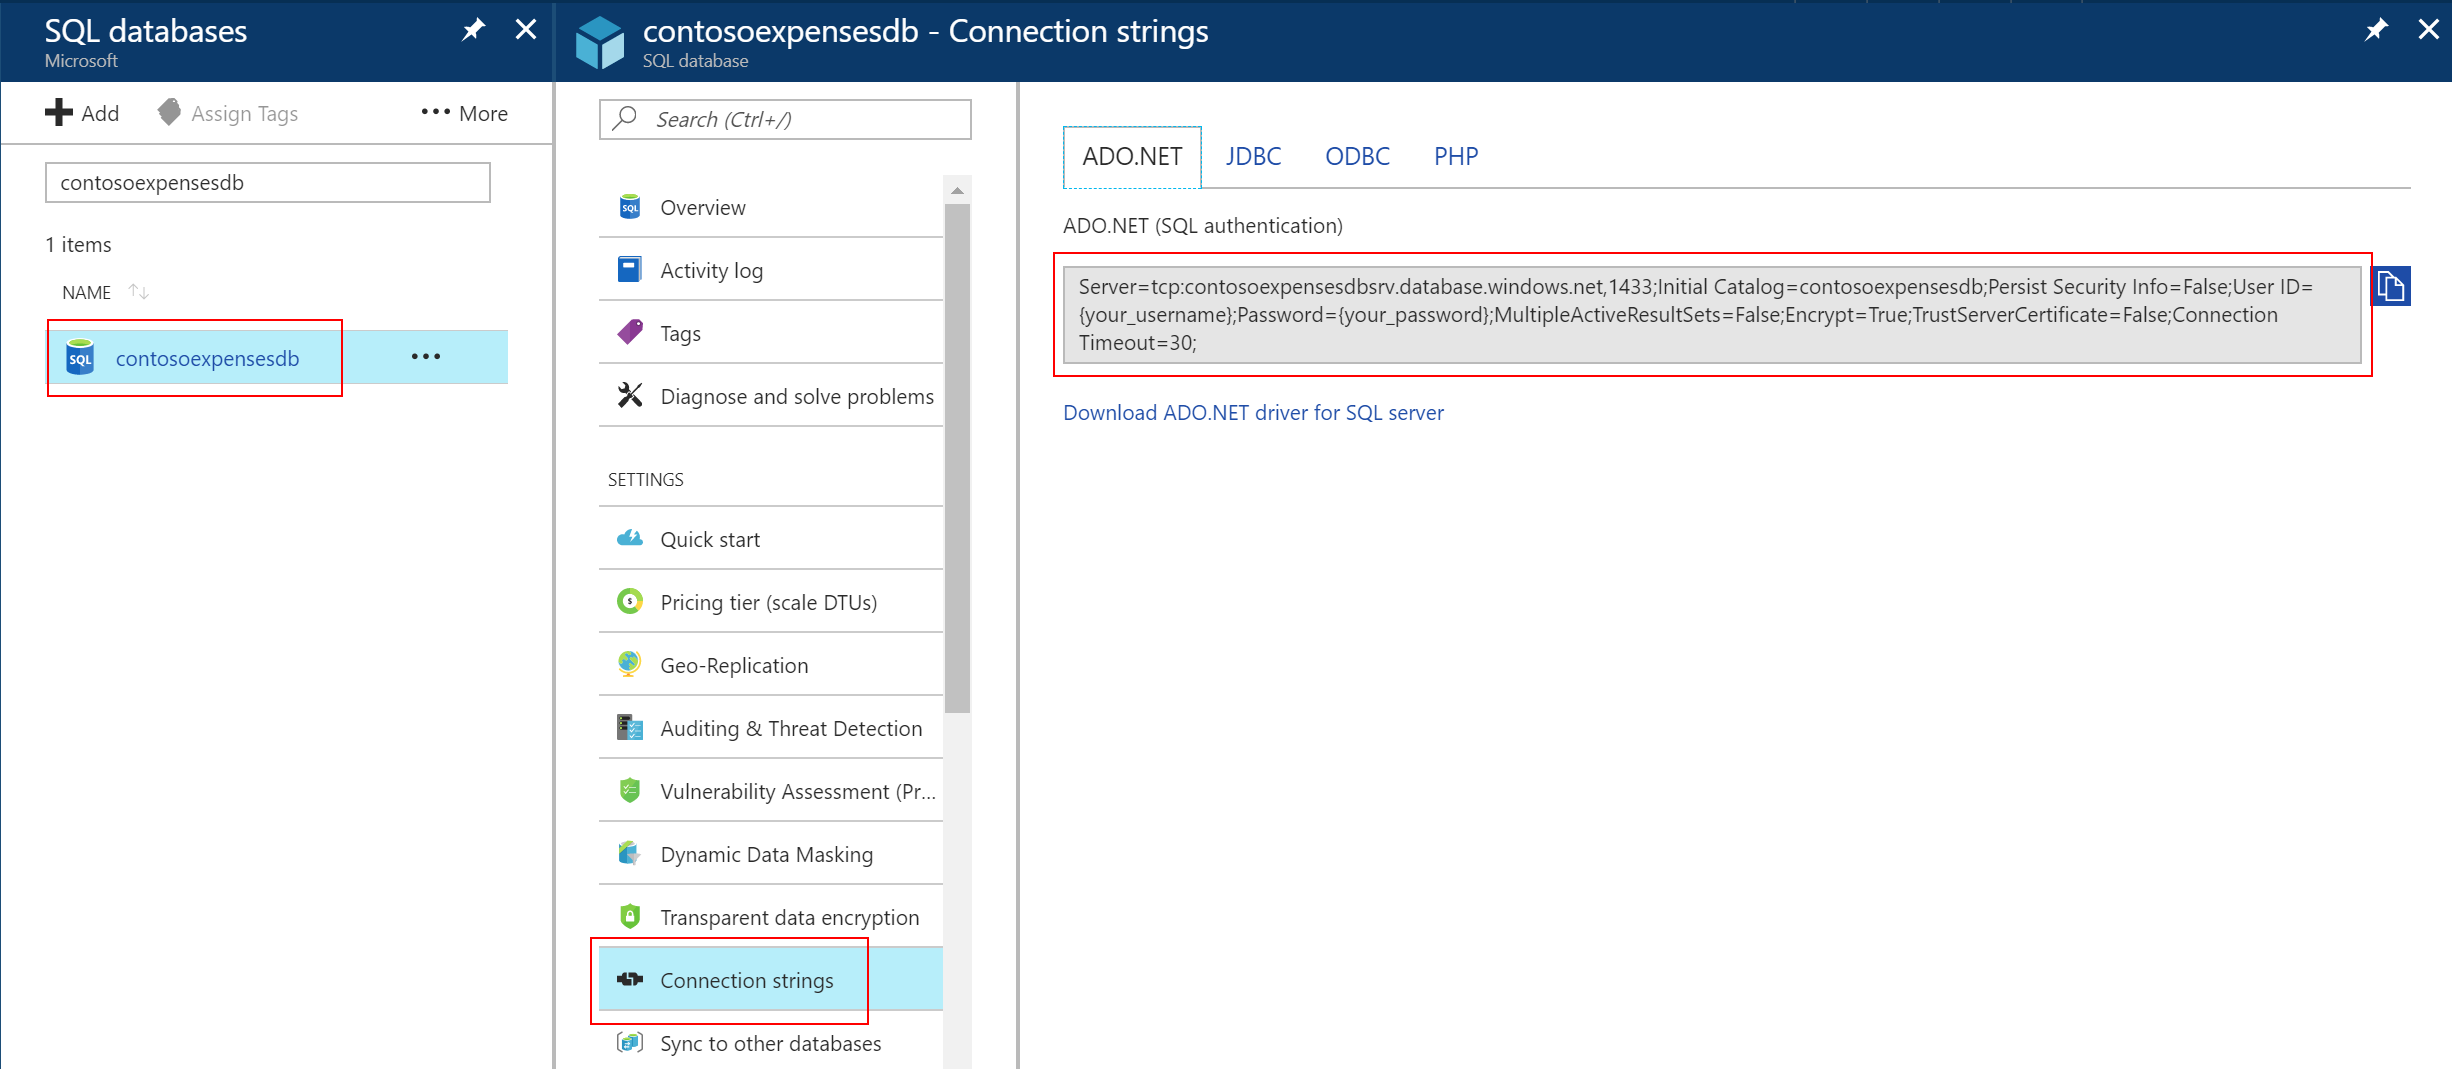 SQL databases
Microsoft
Add
Assign Tags
••• More
contosoexpensesdb
1 items
NAME
SQL
contosoexpensesdb
•••
contosoexpensesdb - Connection strings
SQL database
Search (Ctrl+/)
SQL
Overview
Activity log
Tags
Diagnose and solve problems
SETTINGS
Quick start
Pricing tier (scale DTUs)
Geo-Replication
Auditing & Threat Detection
Vulnerability Assessment (Pr...
Dynamic Data Masking
Transparent data encryption
Connection strings
Sync to other databases
ADO.NET JDBC ODBC PHP
ADO.NET (SQL authentication)
Server=tcp:contosoexpensesdbsrv.database.windows.net,1433;Initial Catalog=contosoexpensesdb;Persist Security Info=False;User ID=
{your_username};Password={your_password};MultipleActiveResultSets=False;Encrypt=True;TrustServerCertificate=False;Connection
Timeout=30;
Download ADO.NET driver for SQL server